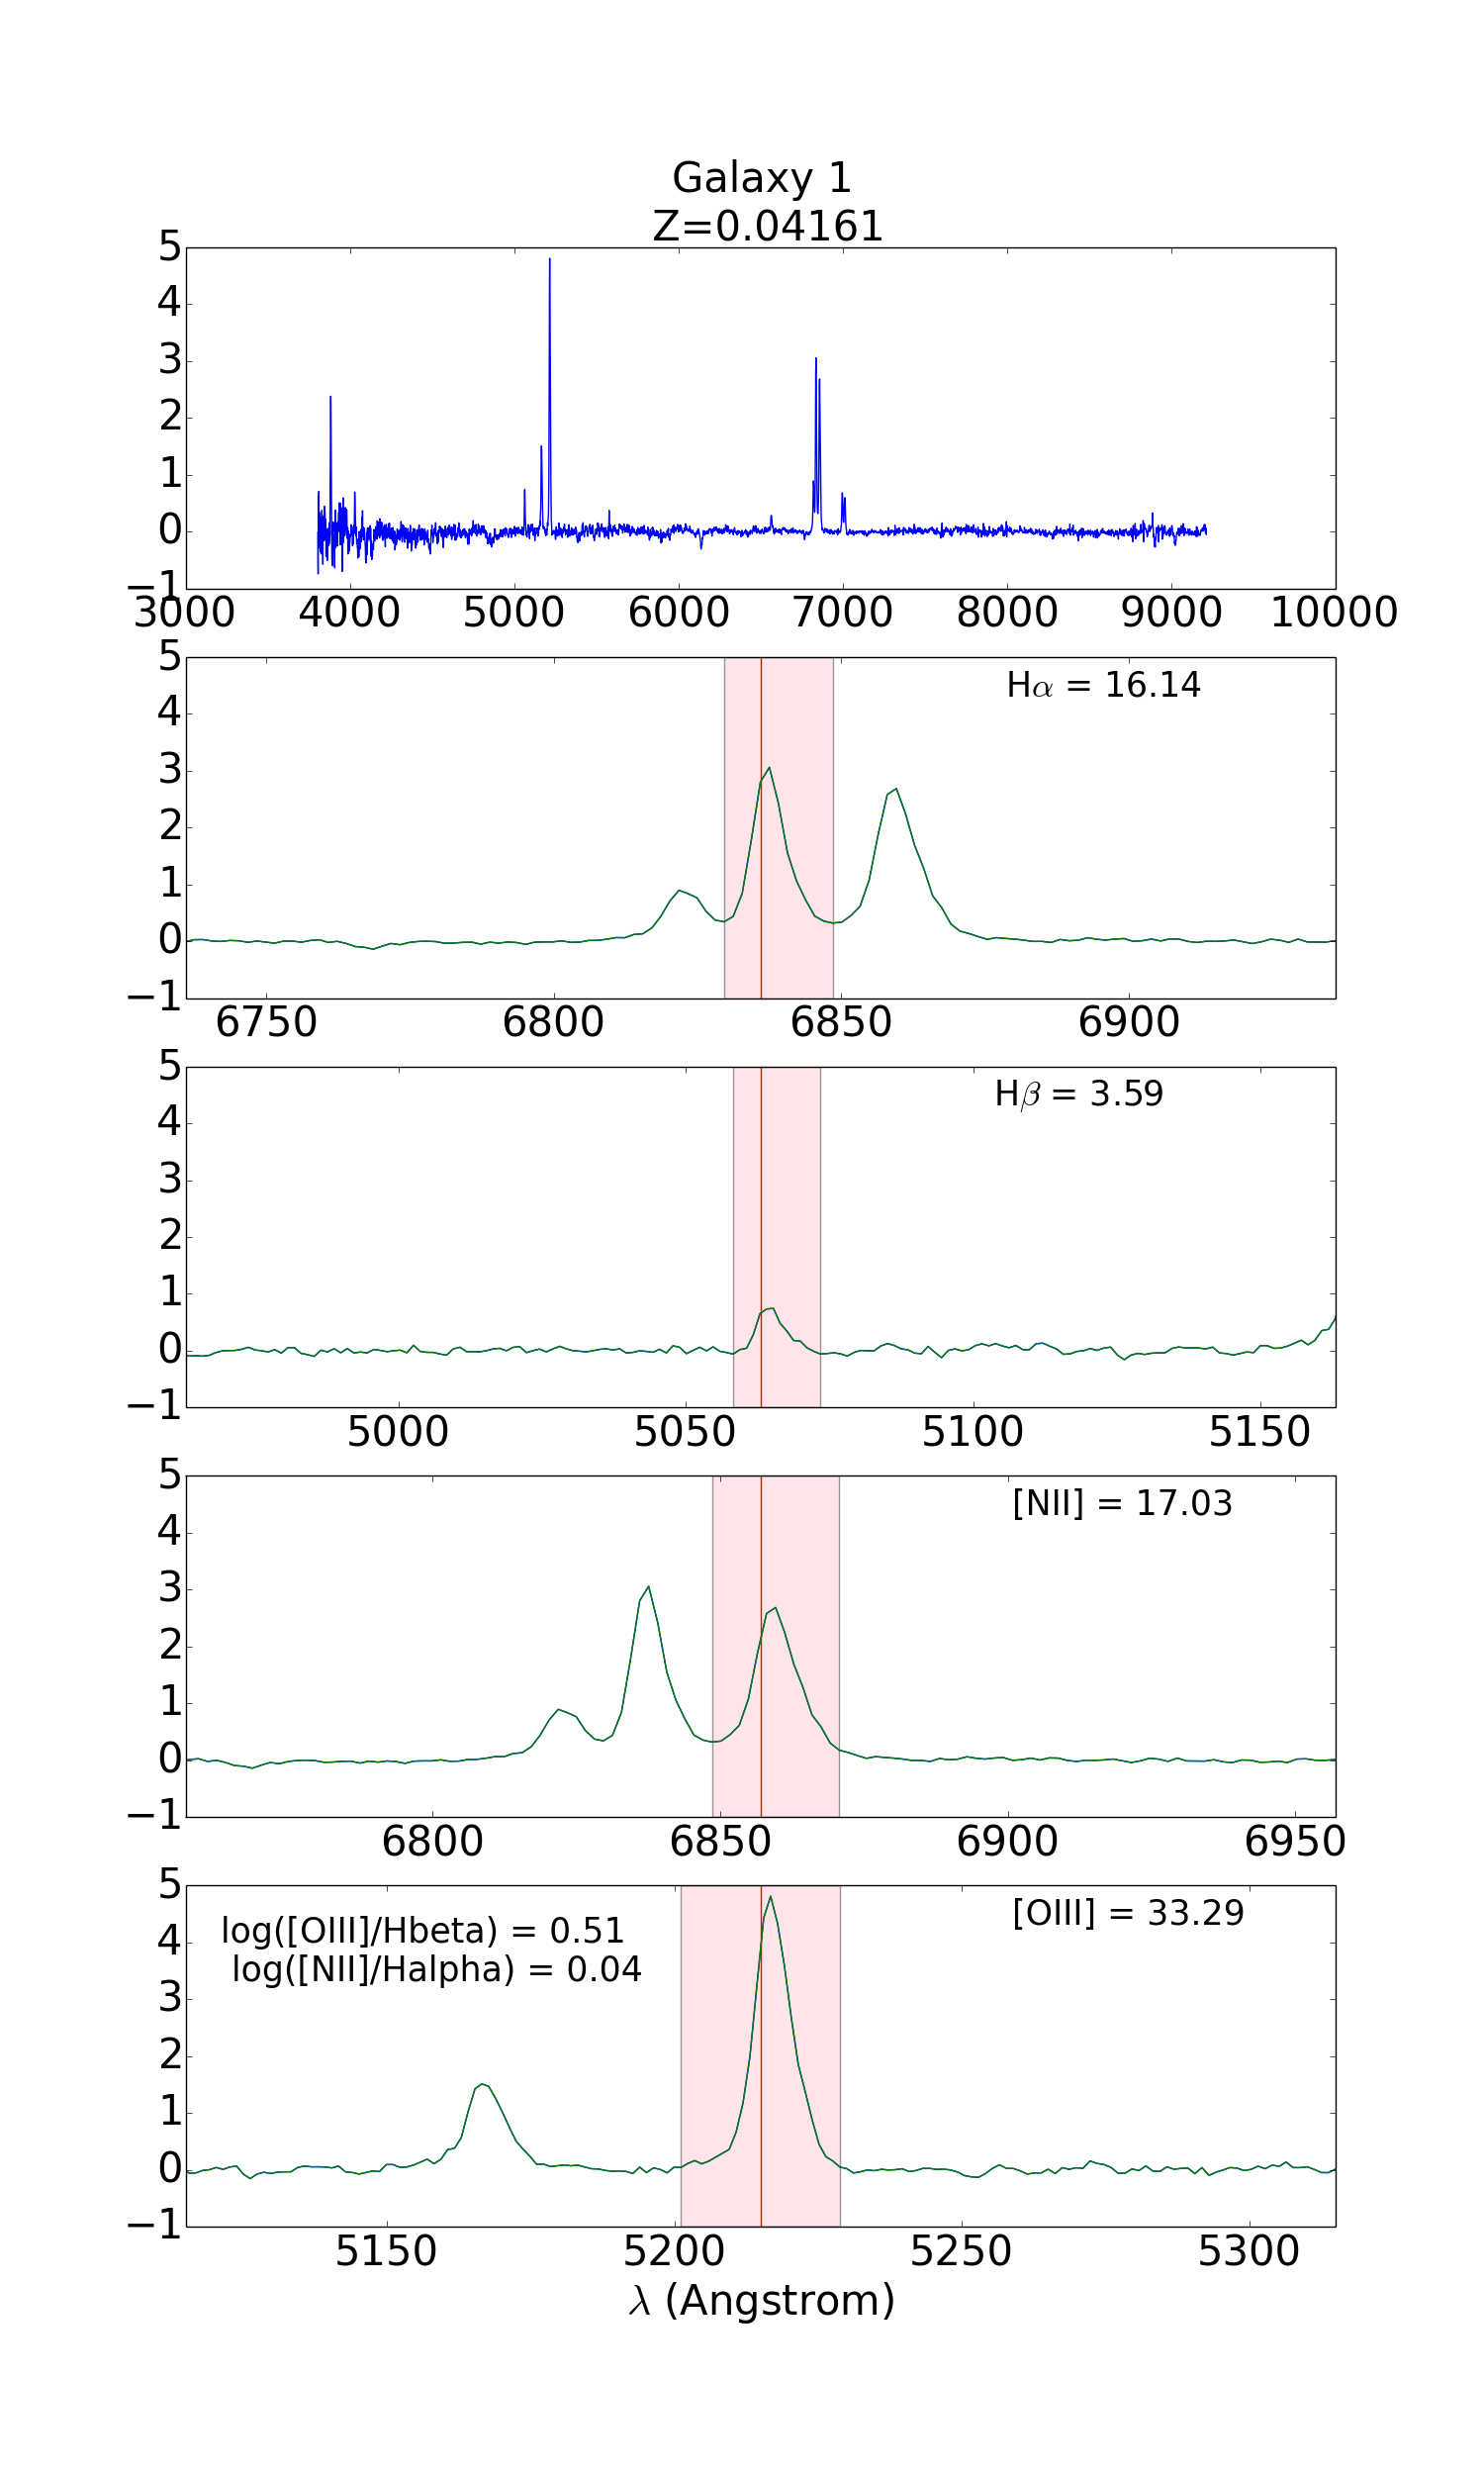 Galaxy 1
Z=0.04161
5
4
3
2
1
0
−1
3000 4000 5000 6000 7000 8000 9000 10000
5
4
3
2
1
0
−1
Hα = 16.14
6750 6800 6850 6900
5
4
3
2
1
0
−1
Hβ = 3.59
5000 5050 5100 5150
5
4
3
2
1
0
−1
[NII] = 17.03
6800 6850 6900 6950
5
4
3
2
1
0
−1
log([OIII]/Hbeta) = 0.51
log([NII]/Halpha) = 0.04
[OIII] = 33.29
5150 5200 5250 5300
λ (Angstrom)